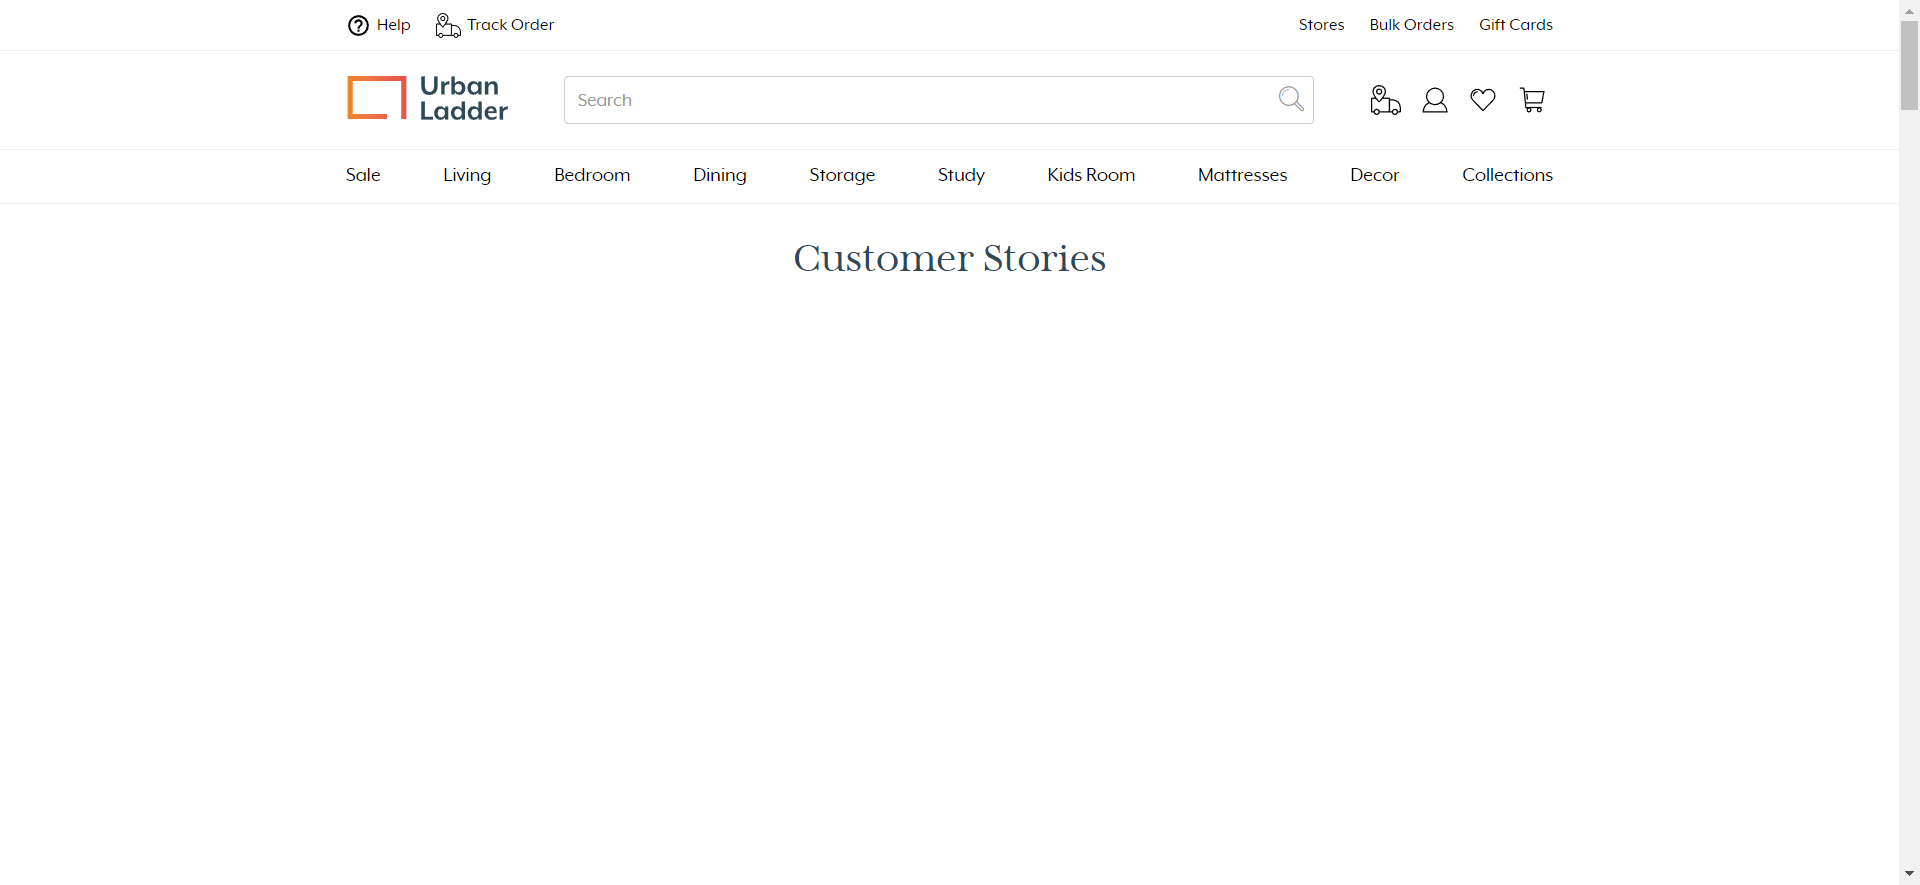 Help Track Order Stores Bulk Orders Gift Cards
Urban
Ladder
Search
Sale Living Bedroom Dining Storage Study Kids Room Mattresses Decor Collections
Customer Stories